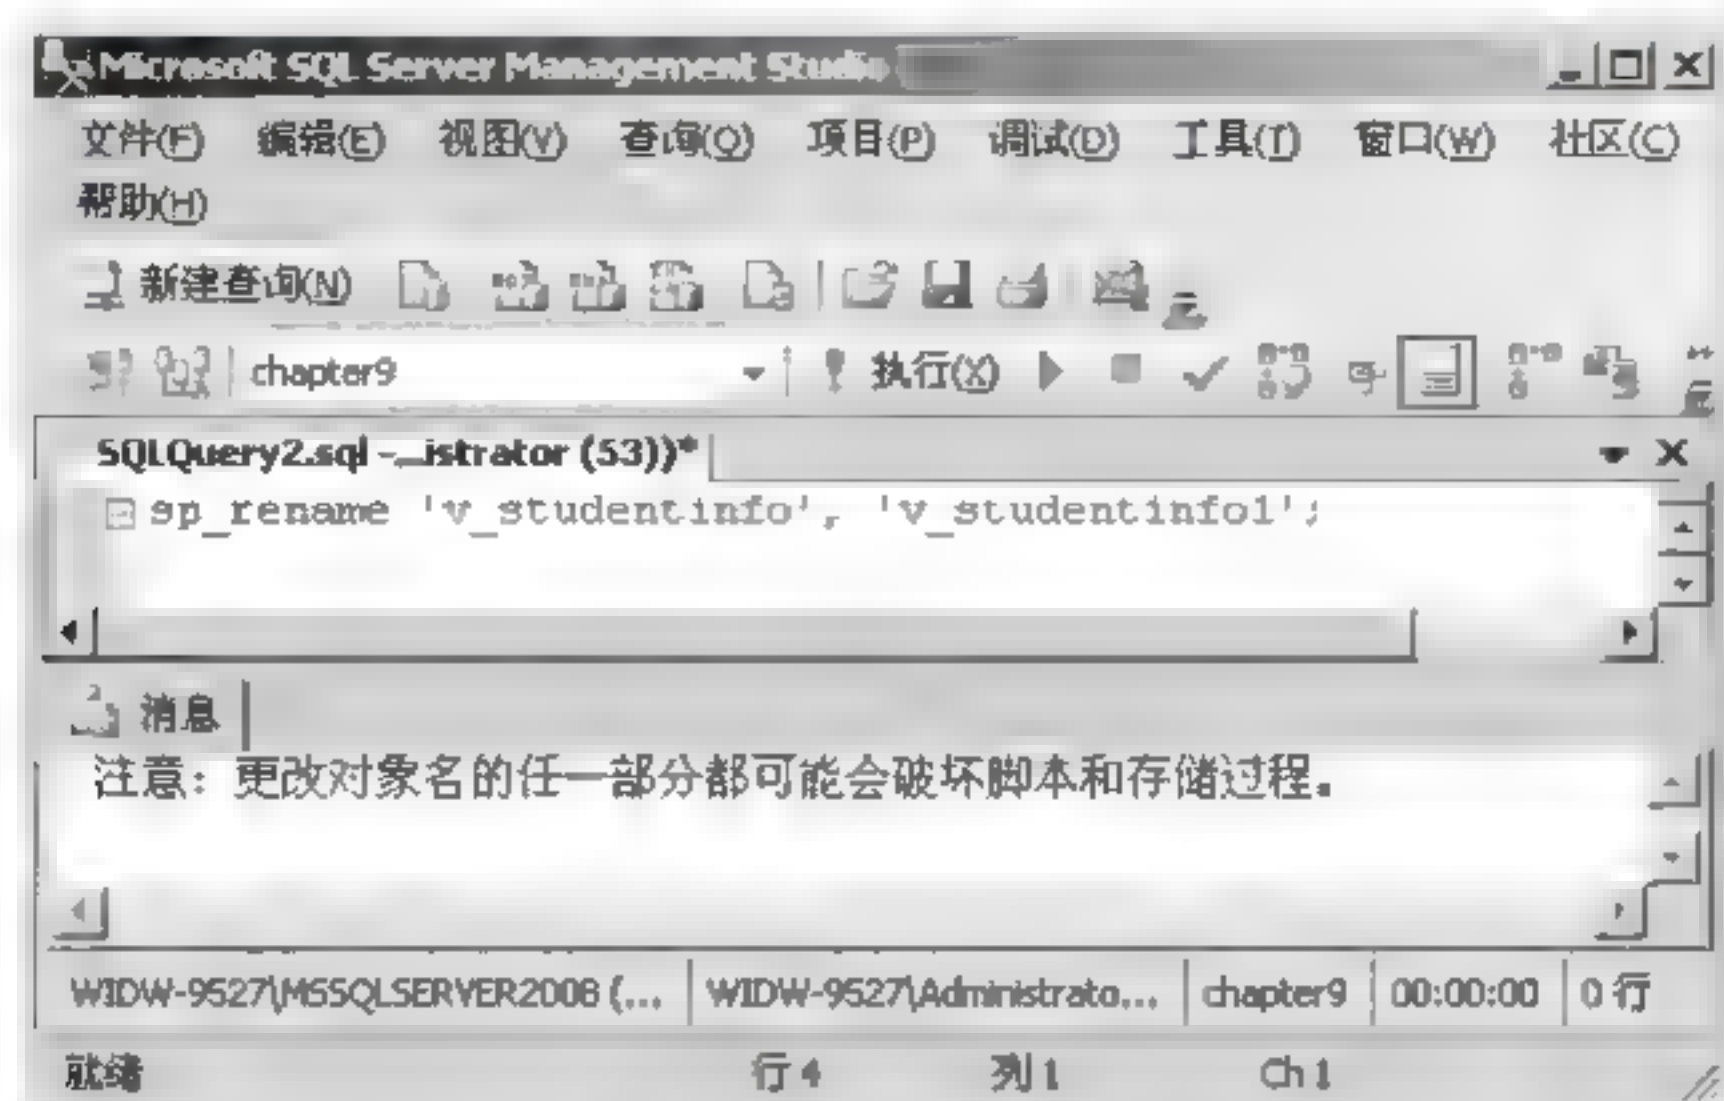 Microsoft SQL Server Management Studio
文件(F) 编辑(E) 视图(V) 查询(Q) 项目(P) 调试(D) 工具(T) 窗口(W) 社区(C)
帮助(H)
新建查询(N)
chapter9 执行(X)
SQLQuery2.sql -...istrator (53))*
sp_rename 'v_studentinfo', 'v_studentinfo1';
消息
注意: 更改对象名的任一部分都可能会破坏脚本和存储过程。
WIDW-9527\MSSQLSERVER2008 (... WIDW-9527\Administrato... chapter9 00:00:00 0 行
就绪 行 4 列 1 Ch 1